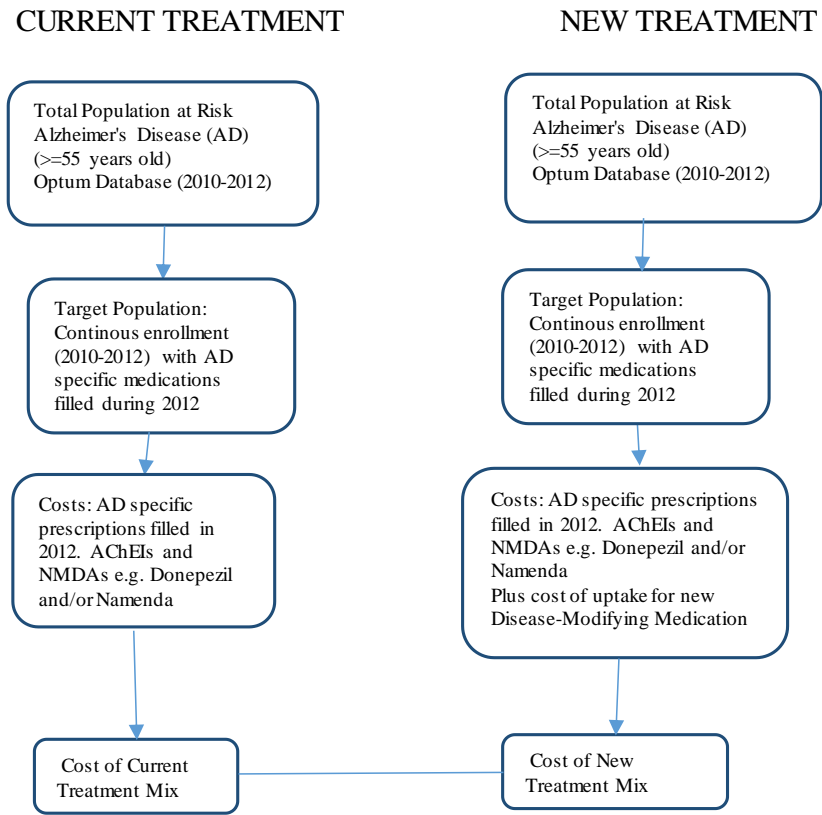 CURRENT TREATMENT
NEW TREATMENT
Total Population at Risk
Alzheimer's Disease (AD)
(>=55 years old)
Optum Database (2010-2012)
Total Population at Risk
Alzheimer's Disease (AD)
(>=55 years old)
Optum Database (2010-2012)
Target Population:
Continous enrollment
(2010-2012) with AD
specific medications
filled during 2012
Target Population:
Continous enrollment
(2010-2012) with AD
specific medications
filled during 2012
Costs: AD specific
prescriptions filled in
2012. AChEIs and
NMDAs e.g. Donepezil
and/or Namenda
Costs: AD specific prescriptions
filled in 2012. AChEIs and
NMDAs e.g. Donepezil and/or
Namenda
Plus cost of uptake for new
Disease-Modifying Medication
Cost of Current
Treatment Mix
Cost of New
Treatment Mix